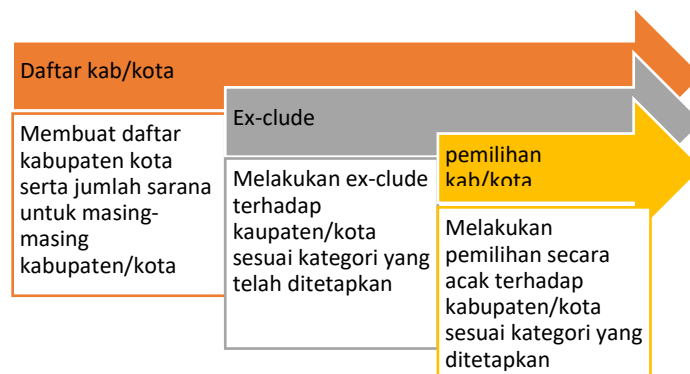 Daftar kab/kota
Membuat daftar
kabupaten kota
serta jumlah sarana
untuk masing-
masing
kabupaten/kota
Ex-clude
Melakukan ex-clude
terhadap
kaupaten/kota
sesuai kategori yang
telah ditetapkan
pemilihan
kab/kota
Melakukan
pemilihan secara
acak terhadap
kabupaten/kota
sesuai kategori yang
ditetapkan